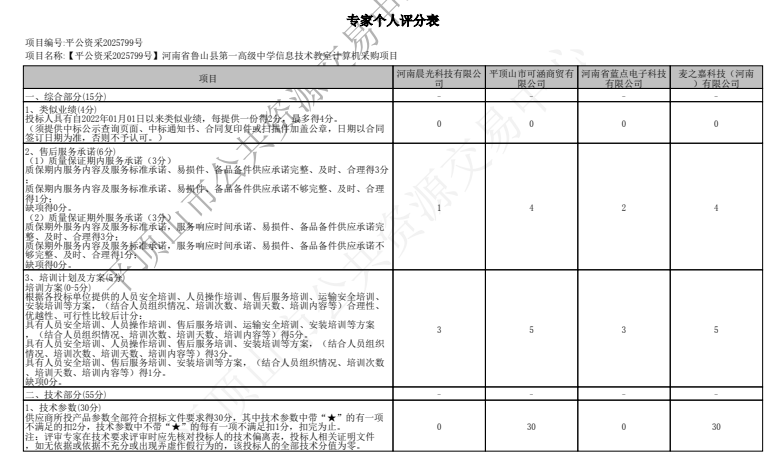 专家个人评分表
项目编号:平公资采2025799号
项目名称:【平公资采2025799号】河南省鲁山县第一高级中学信息技术教室计算机采购项目
项目 河南晨光科技有限公司 平顶山市可涵商贸有限公司 河南省蓝点电子科技有限公司 麦之嘉科技（河南）有限公司
一、综合部分(15分) - - - -
1、类似业绩(4分)
投标人具有自2022年01月01日以来类似业绩,每提供一份得2分,最多得4分。
（须提供中标公示查询页面、中标通知书、合同复印件或扫描件加盖公章，日期以合同
签订日期为准，否则不予认可。）
0 0 0 0
2、售后服务承诺(6分)
（1）质量保证期内服务承诺（3分）
质保期内服务内容及服务标准承诺、易损件、备品备件供应承诺完整、及时、合理得3分
；
质保期内服务内容及服务标准承诺、易损件、备品备件供应承诺不够完整、及时、合理
得1分；
缺项得0分。
（2）质量保证期外服务承诺（3分）
质保期外服务内容及服务标准承诺，服务响应时间承诺、易损件、备品备件供应承诺完
整、及时、合理得3分；
质保期外服务内容及服务标准承诺，服务响应时间承诺、易损件、备品备件供应承诺不
够完整、及时、合理得1分；
缺项得0分。
1 4 2 4
3、培训计划及方案(5分)
培训方案(0-5分)
根据各投标单位提供的人员安全培训、人员操作培训、售后服务培训、运输安全培训、
安装培训等方案，（结合人员组织情况、培训次数、培训天数、培训内容等）合理性、
优越性、可行性比较后计分；
具有人员安全培训、人员操作培训、售后服务培训、运输安全培训、安装培训等方案
，（结合人员组织情况、培训次数、培训天数、培训内容等）得5分。
具有人员安全培训、人员操作培训、售后服务培训、安装培训等方案，（结合人员组织情
况、培训次数、培训天数、培训内容等）得3分。
具有人员安全培训、售后服务培训、安装培训等方案，（结合人员组织情况、培训次数
、培训天数、培训内容等）得1分。
缺项0分。
3 5 3 5
二、技术部分(55分) - - - -
1、技术参数(30分)
供应商所投产品参数全部符合招标文件要求得30分，其中技术参数中带“★”的有一项
不满足的扣2分，技术参数中不带“★”的每有一项不满足扣1分，扣完为止。
注：评审专家在技术要求评审时应先核对投标人的技术偏离表，投标人相关证明文件
，如无依据或依据不充分或出现弄虚作假行为的，该投标人的全部技术分值为零。
0 30 0 30
平顶山市公共资源交易中
平顶山市公共资源交易中心